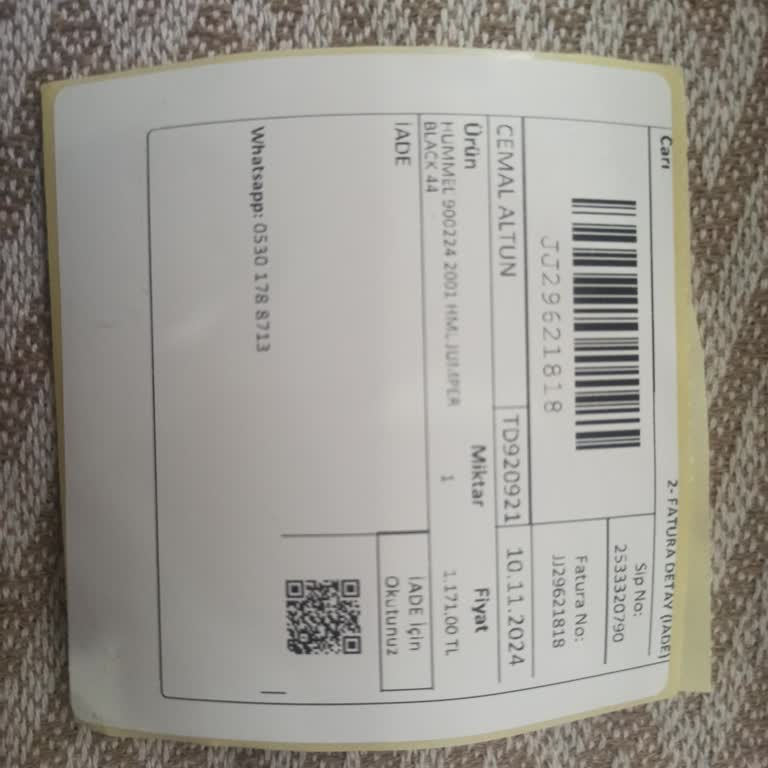 Cari
2- FATURA DETAY (İADE)
JJ29621818
Sip No:
2533320790
Fatura No:
JJ29621818
CEMAL ALTUN TD920921 10.11.2024
Ürün Miktar Fiyat
HUMMEL 900224 2001 HML JUMPER 1 1.171,00 TL
BLACK 44
İADE
İADE İçin
Okutunuz
Whatsapp: 0530 178 8713